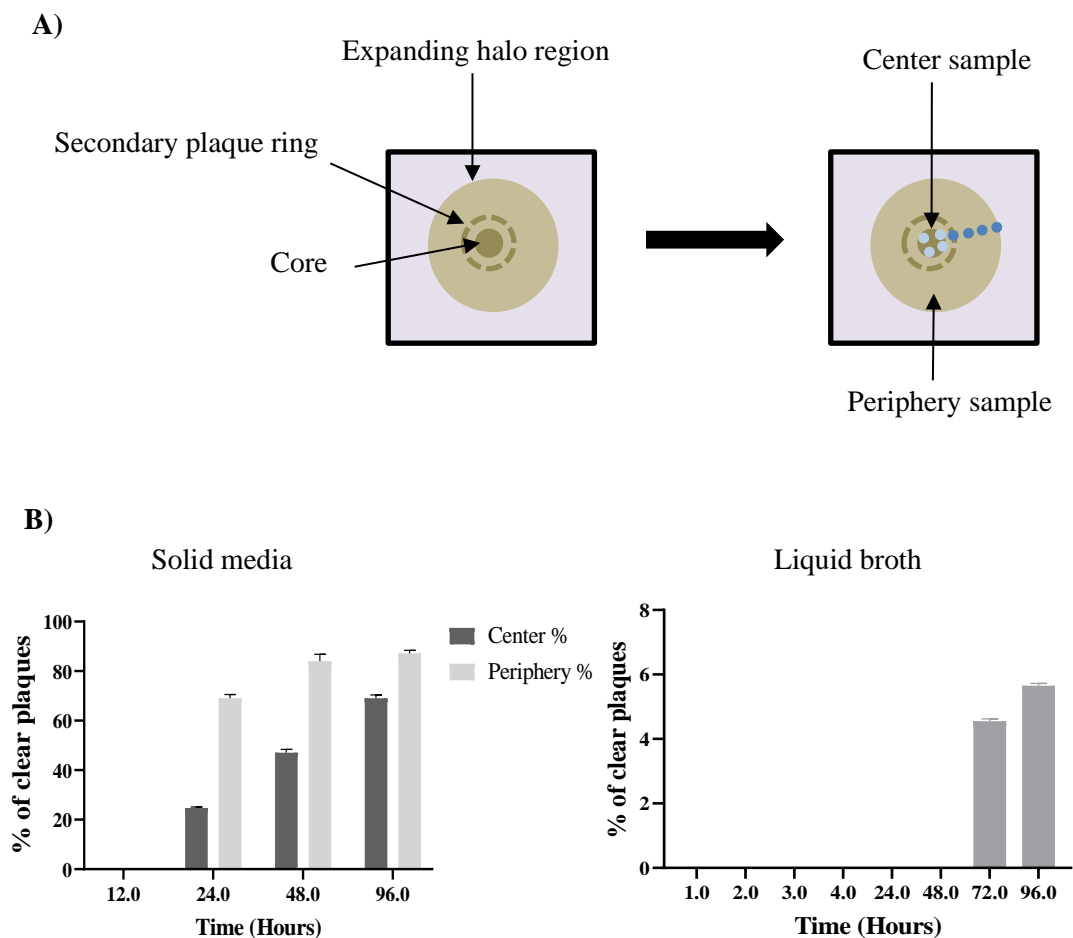 A)
Expanding halo region
Secondary plaque ring
Core
Center sample
Periphery sample
B)
Solid media
% of clear plaques
100
80
60
40
20
0
12.0 24.0 48.0 96.0
Time (Hours)
Center %
Periphery %
Liquid broth
% of clear plaques
8
6
4
2
0
1.0 2.0 3.0 4.0 24.0 48.0 72.0 96.0
Time (Hours)